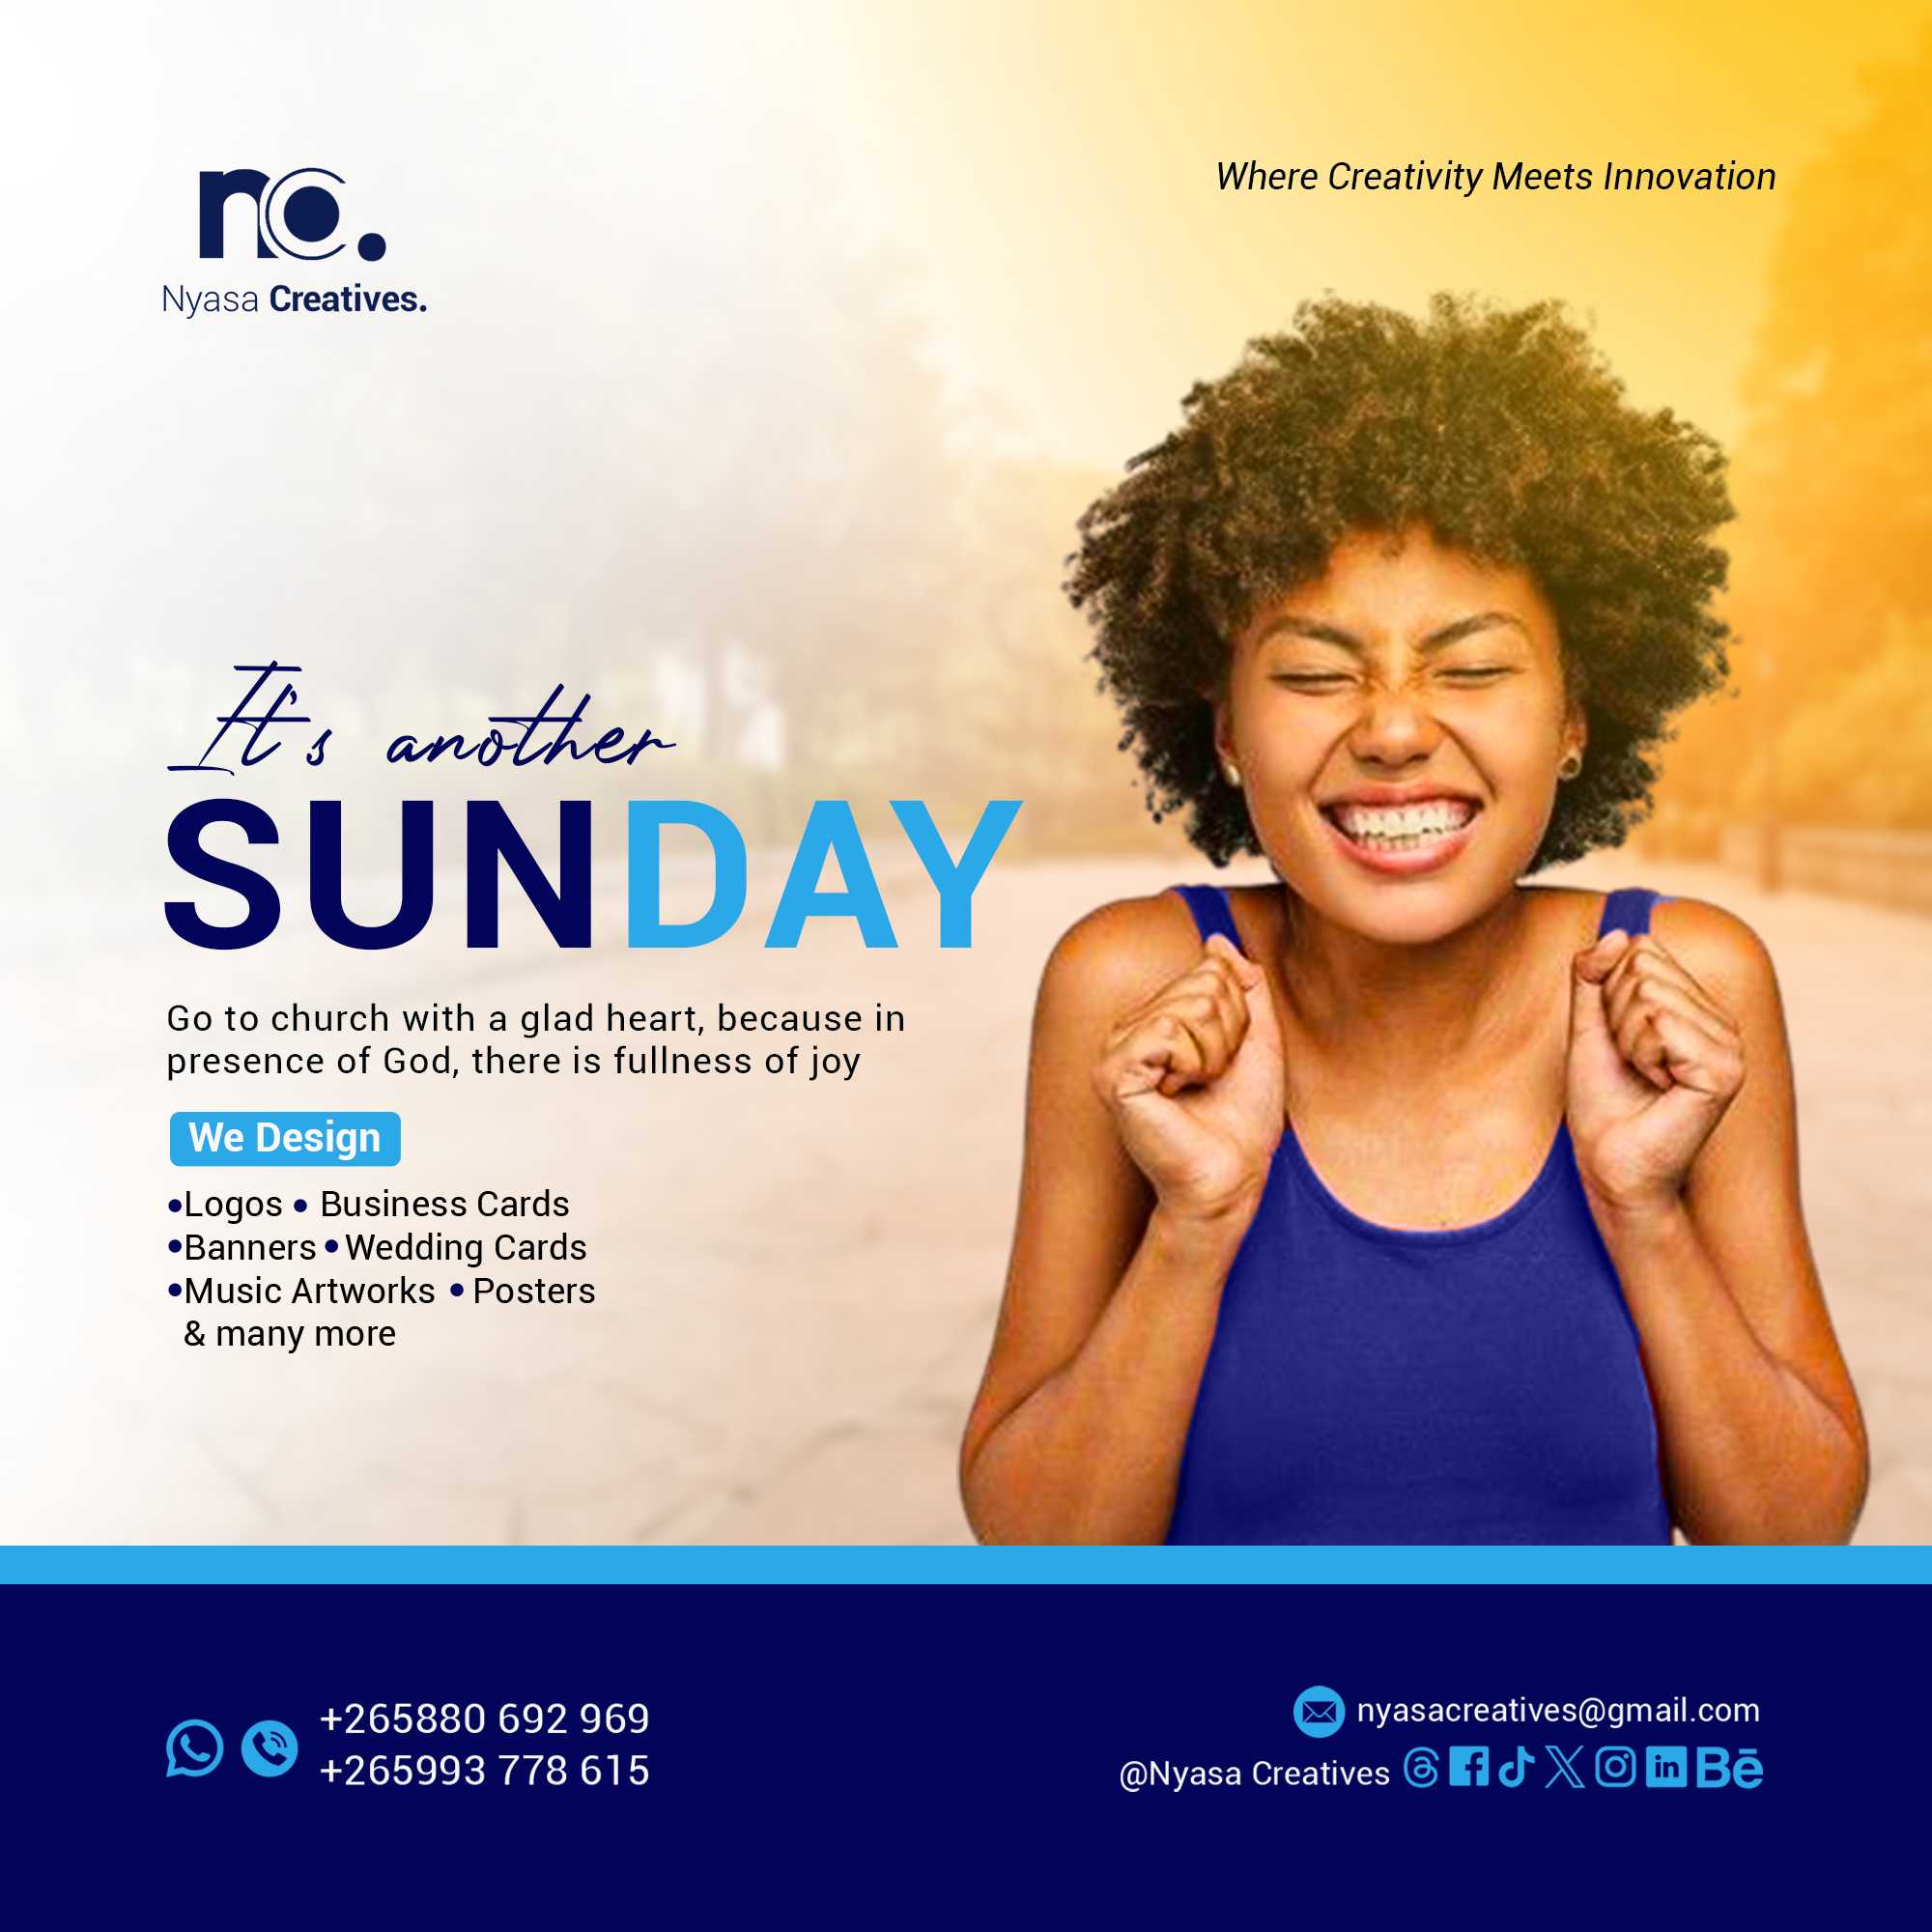 nc.
Nyasa Creatives.
Where Creativity Meets Innovation
It's another
SUNDAY
Go to church with a glad heart, because in
presence of God, there is fullness of joy
We Design
•Logos • Business Cards
•Banners • Wedding Cards
•Music Artworks • Posters
& many more
+265880 692 969
+265993 778 615
nyasacreatives@gmail.com
@Nyasa Creatives in Bē